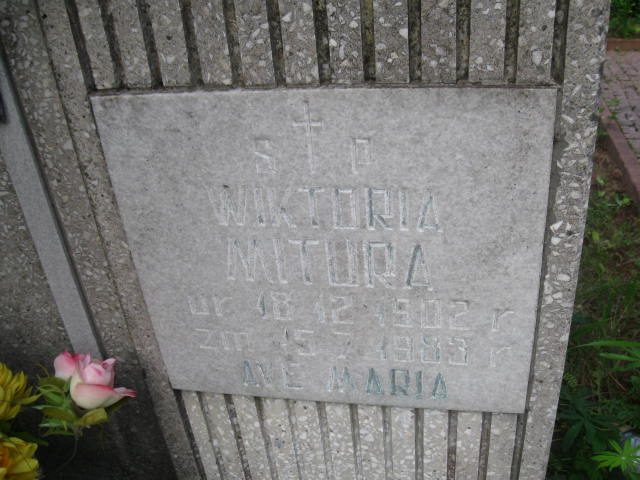 S P
WIKTORIA
MITURA
ur 18 12 1902 r
zm 15 7 1983 r
AVE MARIA